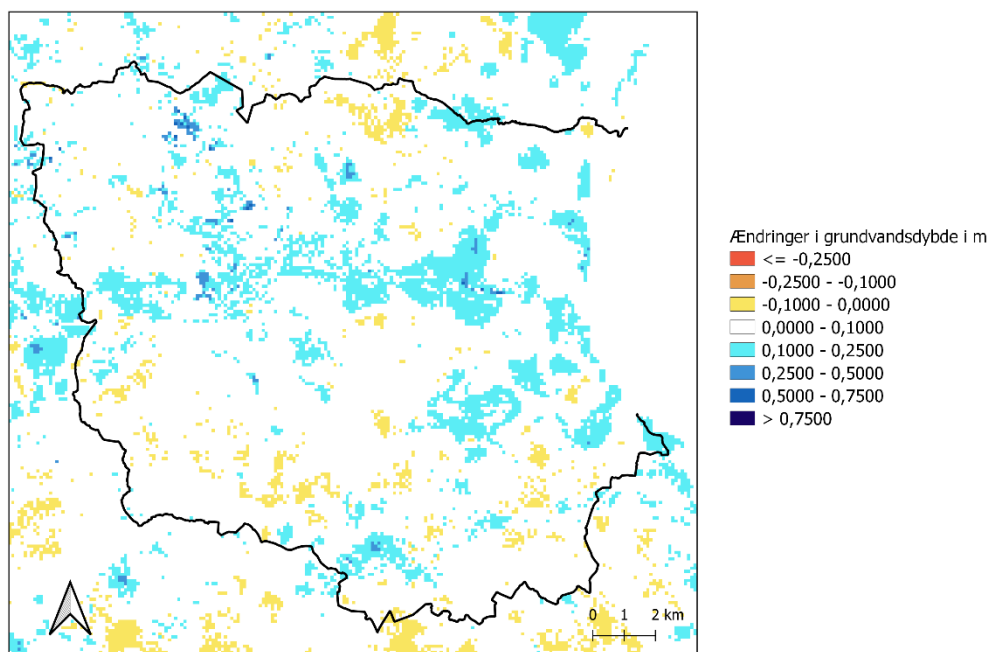 Ændringer i grundvandsdybde i m
<= -0,2500
-0,2500 - -0,1000
-0,1000 - 0,0000
0,0000 - 0,1000
0,1000 - 0,2500
0,2500 - 0,5000
0,5000 - 0,7500
> 0,7500
0 1 2 km